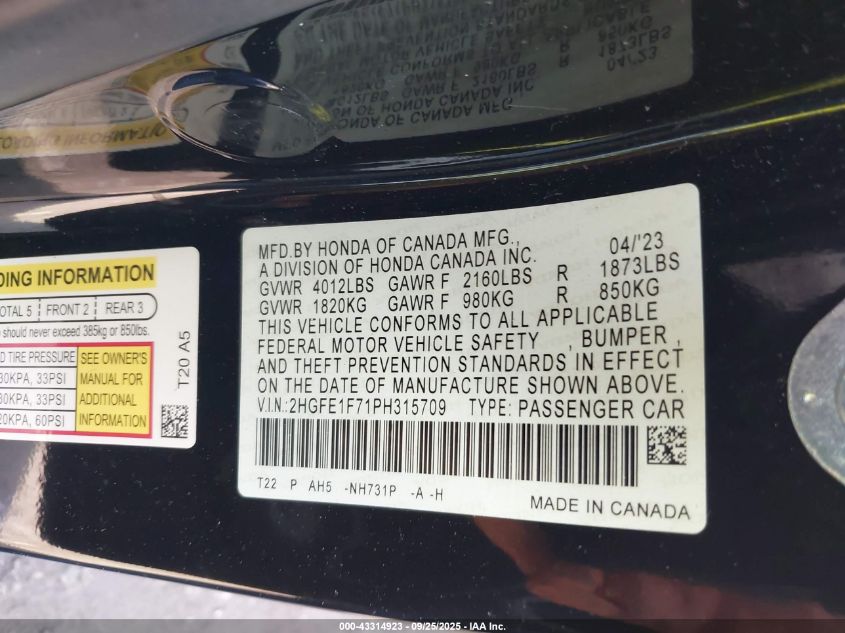 MFD.BY HONDA OF CANADA MFG., 04/'23
A DIVISION OF HONDA CANADA INC.
GVWR 4012LBS GAWR F 2160LBS R 1873LBS
GVWR 1820KG GAWR F 980KG R 850KG
THIS VEHICLE CONFORMS TO ALL APPLICABLE
FEDERAL MOTOR VEHICLE SAFETY , BUMPER ,
AND THEFT PREVENTION STANDARDS IN EFFECT
ON THE DATE OF MANUFACTURE SHOWN ABOVE.
V.I.N.:2HGFE1F71PH315709 TYPE: PASSENGER CAR
T22 P AH5 -NH731P -A -H
MADE IN CANADA
DING INFORMATION
OTAL 5 FRONT 2 REAR 3
should never exceed 385kg or 850lbs.
D TIRE PRESSURE
30KPA, 33PSI
30KPA, 33PSI
20KPA, 60PSI
SEE OWNER'S
MANUAL FOR
ADDITIONAL
INFORMATION
T20 A5
000-43314923 - 09/25/2025 - IAA Inc.